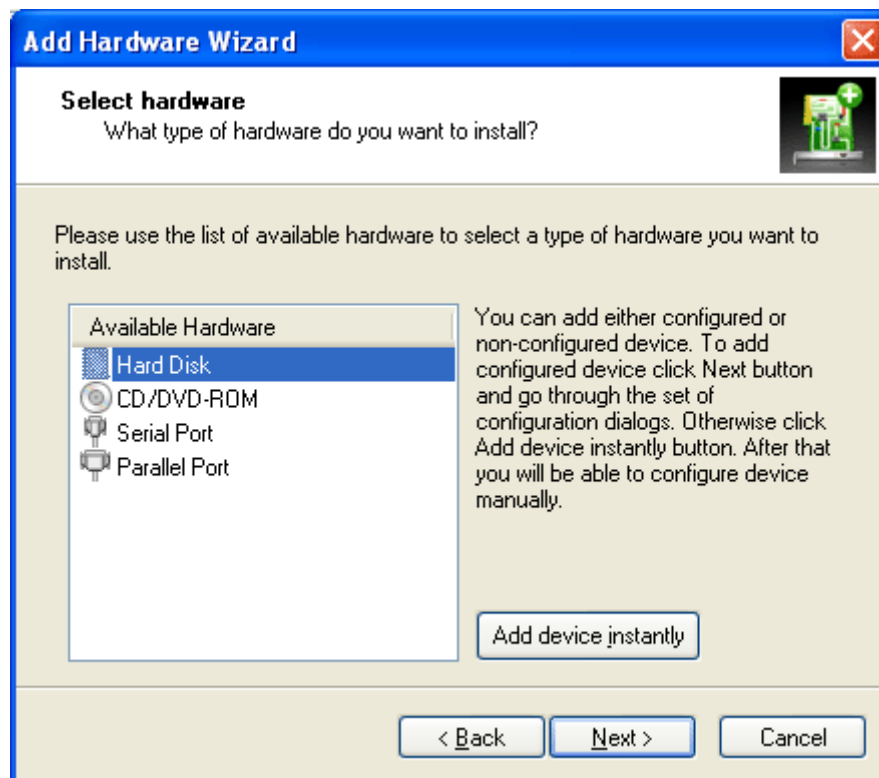 Add Hardware Wizard
Select hardware
What type of hardware do you want to install?
Please use the list of available hardware to select a type of hardware you want to
install.
Available Hardware
Hard Disk
CD/DVD-ROM
Serial Port
Parallel Port
You can add either configured or
non-configured device. To add
configured device click Next button
and go through the set of
configuration dialogs. Otherwise click
Add device instantly button. After that
you will be able to configure device
manually.
Add device instantly
< Back
Next >
Cancel